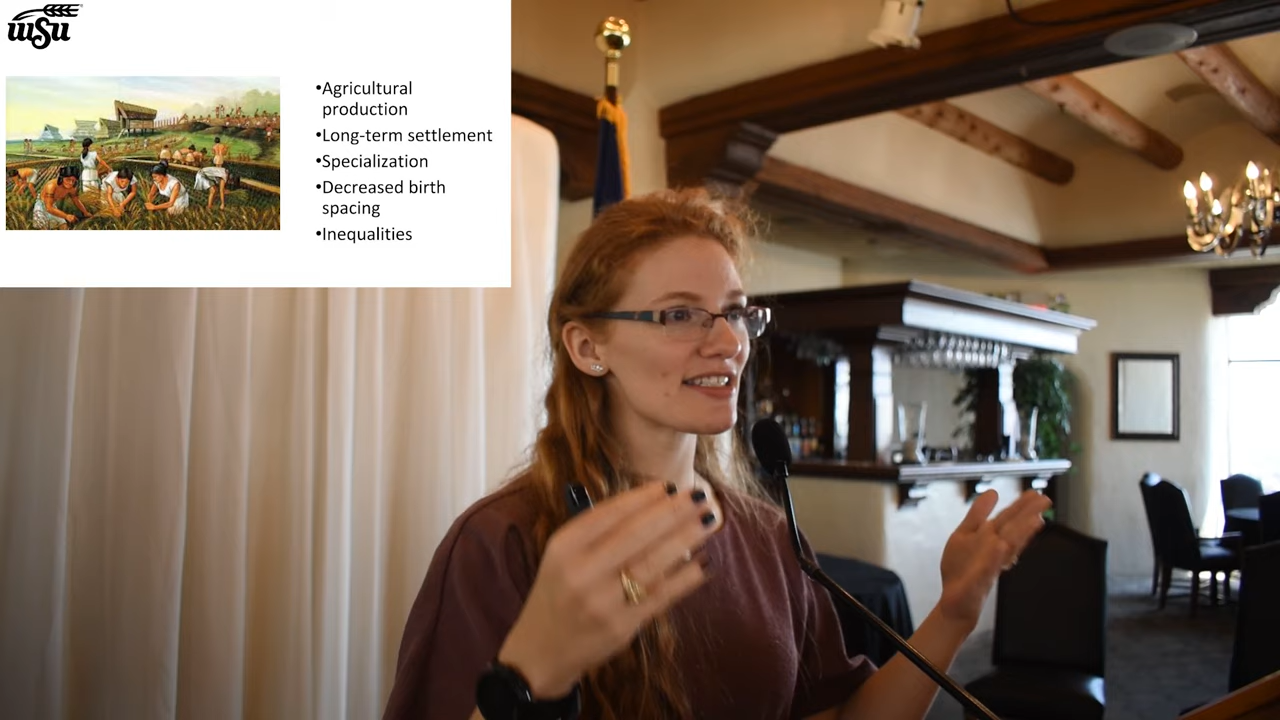 WSU
•Agricultural
production
•Long-term settlement
•Specialization
•Decreased birth
spacing
•Inequalities